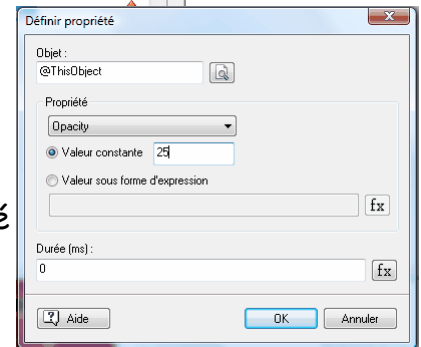 Définir propriété
Objet :
@ThisObject
Propriété
Opacity
Valeur constante 25
Valeur sous forme d'expression
fx
é
Durée (ms) :
0
fx
Aide OK Annuler